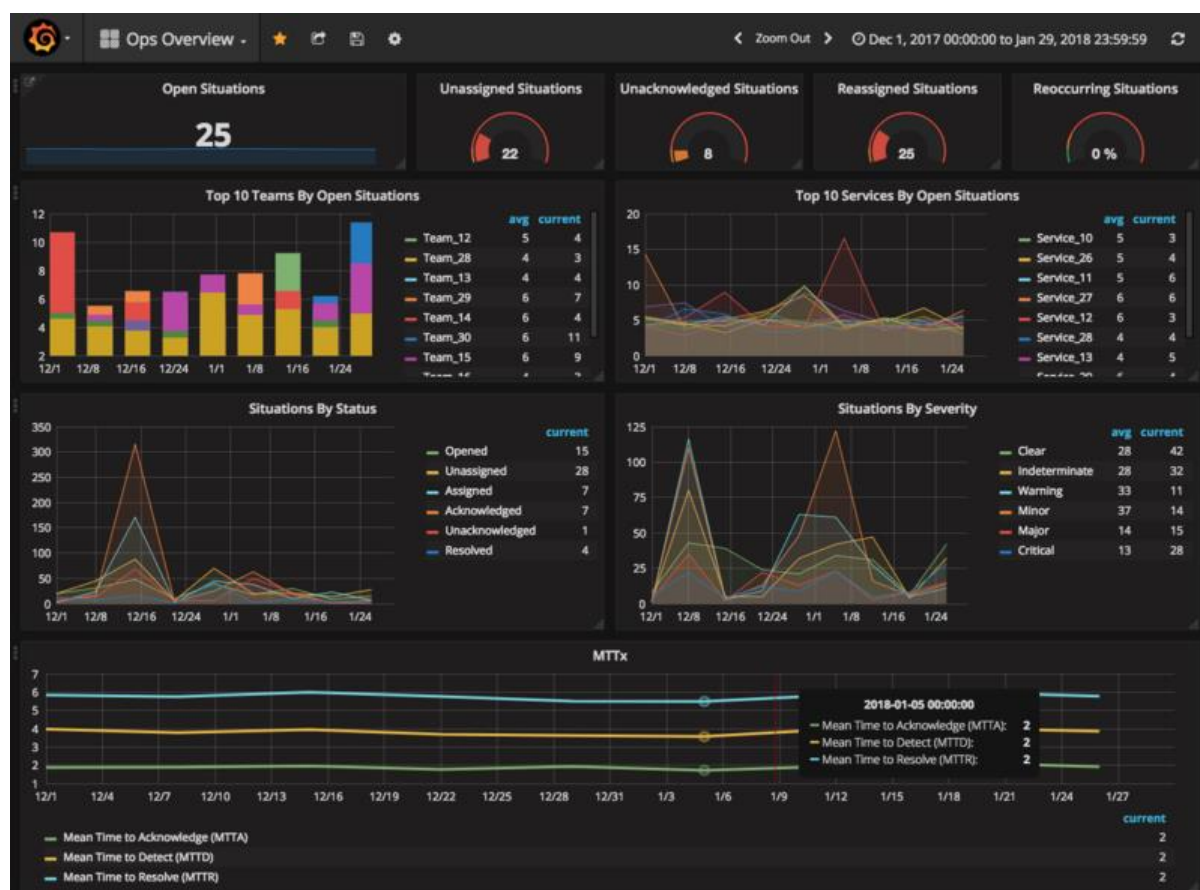 Ops Overview
Zoom Out
Dec 1, 2017 00:00:00 to Jan 29, 2018 23:59:59
Open Situations
25
Unassigned Situations
22
Unacknowledged Situations
8
Reassigned Situations
25
Reoccurring Situations
0 %
Top 10 Teams By Open Situations
12
10
8
6
4
2
12/1 12/8 12/16 12/24 1/1 1/8 1/16 1/24
avg current
Team_12 5 4
Team_28 4 3
Team_13 4 4
Team_29 6 7
Team_14 6 4
Team_30 6 11
Team_15 6 9
Top 10 Services By Open Situations
20
15
10
5
0
12/1 12/8 12/16 12/24 1/1 1/8 1/16 1/24
avg current
Service_10 5 3
Service_26 5 4
Service_11 5 6
Service_27 6 6
Service_12 6 3
Service_28 4 4
Service_13 4 5
Situations By Status
350
300
250
200
150
100
50
0
12/1 12/8 12/16 12/24 1/1 1/8 1/16 1/24
current
Opened 15
Unassigned 28
Assigned 7
Acknowledged 7
Unacknowledged 1
Resolved 4
Situations By Severity
125
100
75
50
25
0
12/1 12/8 12/16 12/24 1/1 1/8 1/16 1/24
avg current
Clear 28 42
Indeterminate 28 32
Warning 33 11
Minor 37 14
Major 14 15
Critical 13 28
MTTx
7
6
5
4
3
2
1
12/1 12/4 12/7 12/10 12/13 12/16 12/19 12/22 12/25 12/28 12/31 1/3 1/6 1/9 1/12 1/15 1/18 1/21 1/24 1/27
2018-01-05 00:00:00
Mean Time to Acknowledge (MTTA): 2
Mean Time to Detect (MTTD): 2
Mean Time to Resolve (MTTR): 2
current
Mean Time to Acknowledge (MTTA) 2
Mean Time to Detect (MTTD) 2
Mean Time to Resolve (MTTR) 2